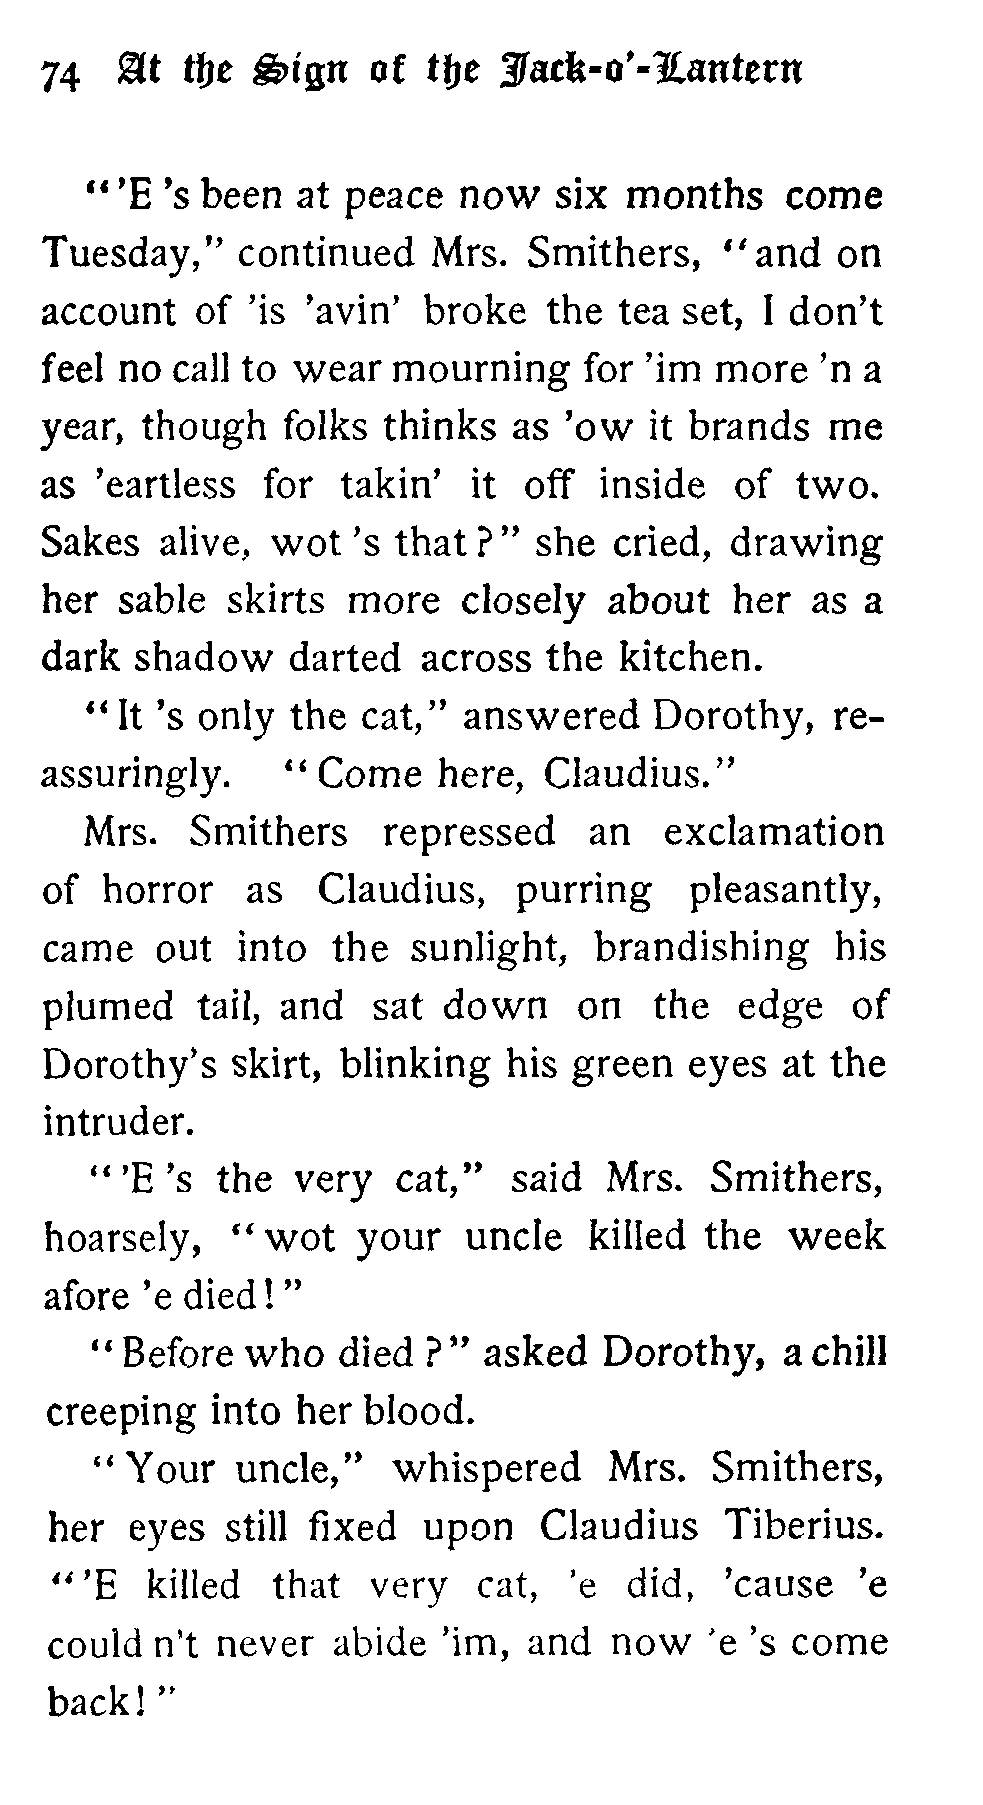 74 At the Sign of the Jack-o'-Lantern
"'E 's been at peace now six months come
Tuesday," continued Mrs. Smithers, "and on
account of 'is 'avin' broke the tea set, I don't
feel no call to wear mourning for 'im more 'n a
year, though folks thinks as 'ow it brands me
as 'eartless for takin' it off inside of two.
Sakes alive, wot 's that?" she cried, drawing
her sable skirts more closely about her as a
dark shadow darted across the kitchen.
"It 's only the cat," answered Dorothy, re-
assuringly. "Come here, Claudius."
Mrs. Smithers repressed an exclamation
of horror as Claudius, purring pleasantly,
came out into the sunlight, brandishing his
plumed tail, and sat down on the edge of
Dorothy's skirt, blinking his green eyes at the
intruder.
"'E 's the very cat," said Mrs. Smithers,
hoarsely, "wot your uncle killed the week
afore 'e died!"
"Before who died?" asked Dorothy, a chill
creeping into her blood.
"Your uncle," whispered Mrs. Smithers,
her eyes still fixed upon Claudius Tiberius.
"'E killed that very cat, 'e did, 'cause 'e
could n't never abide 'im, and now 'e 's come
back!"